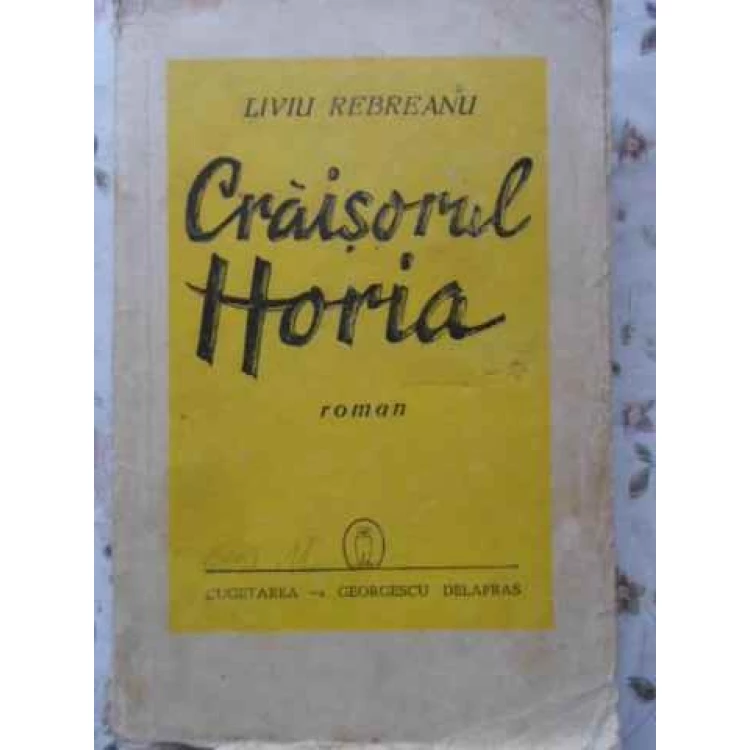 LIVIU REBREANU
Crăișorul
Horia
roman
CUGETAREA – GEORGESCU DELAFRAS